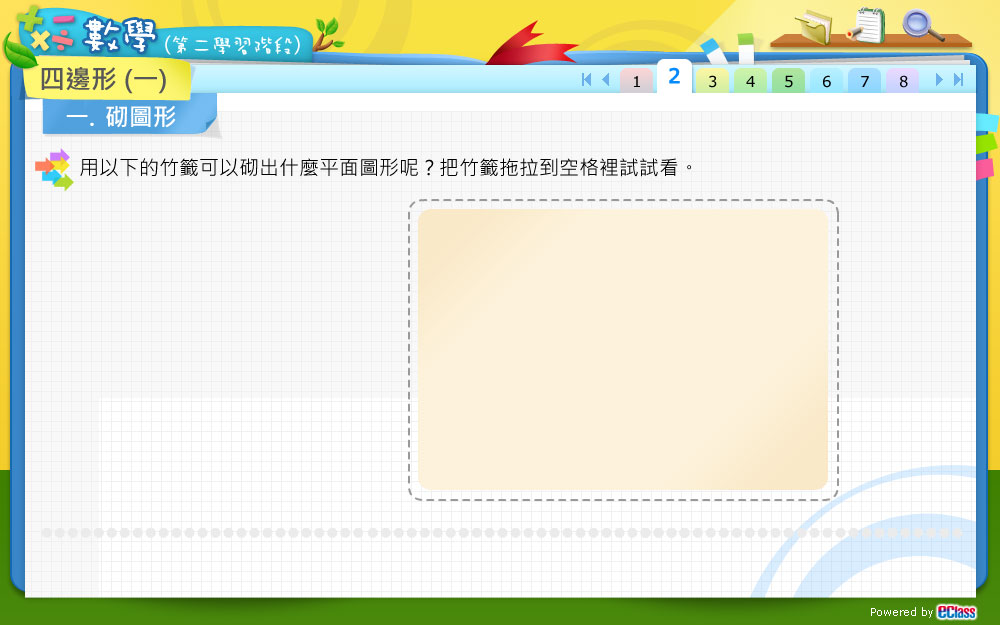 數學 (第二學習階段)
四邊形 (一)
1 2 3 4 5 6 7 8
一. 砌圖形
用以下的竹籤可以砌出什麼平面圖形呢？把竹籤拖拉到空格裡試試看。
Powered by eClass